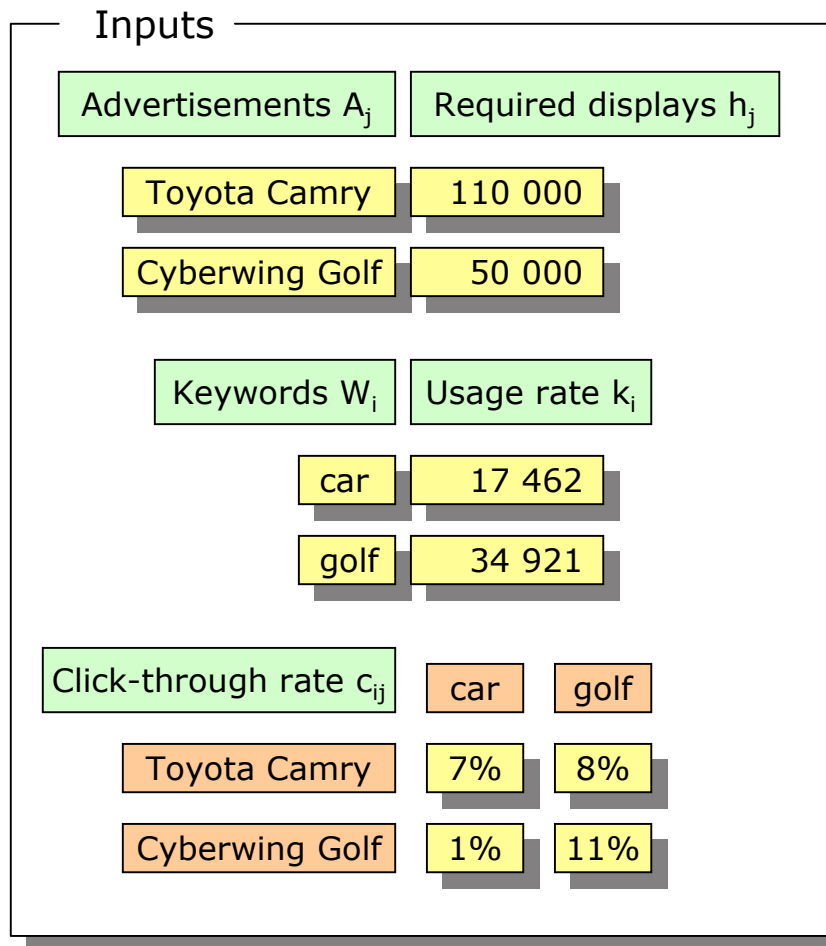 Inputs
Advertisements Aj Required displays hj
Toyota Camry 110 000
Cyberwing Golf 50 000
Keywords Wi Usage rate ki
car 17 462
golf 34 921
Click-through rate cij car golf
Toyota Camry 7% 8%
Cyberwing Golf 1% 11%